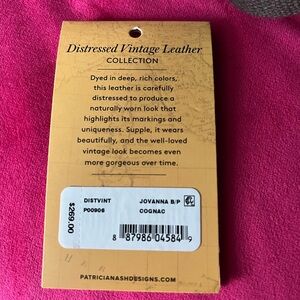 Distressed Vintage Leather
COLLECTION
Dyed in deep, rich colors,
this leather is carefully
distressed to produce a
naturally worn look that
highlights its markings and
uniqueness. Supple, it wears
beautifully, and the well-loved
vintage look becomes even
more gorgeous over time.
$269.00
DISTVINT JOVANNA B/P
P00906 COGNAC
8 87986 04584 9
PATRICIANASHDESIGNS.COM